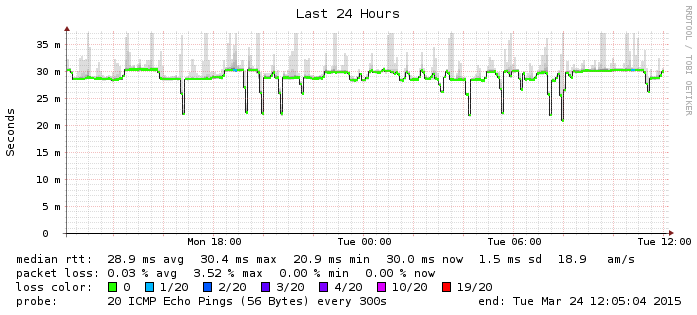 Last 24 Hours
RRDTOOL / TOBI OETIKER
Seconds
35 m
30 m
25 m
20 m
15 m
10 m
5 m
0
Mon 18:00 Tue 00:00 Tue 06:00 Tue 12:00
median rtt: 28.9 ms avg 30.4 ms max 20.9 ms min 30.0 ms now 1.5 ms sd 18.9 am/s
packet loss: 0.03 % avg 3.52 % max 0.00 % min 0.00 % now
loss color: 0 1/20 2/20 3/20 4/20 10/20 19/20
probe: 20 ICMP Echo Pings (56 Bytes) every 300s end: Tue Mar 24 12:05:04 2015